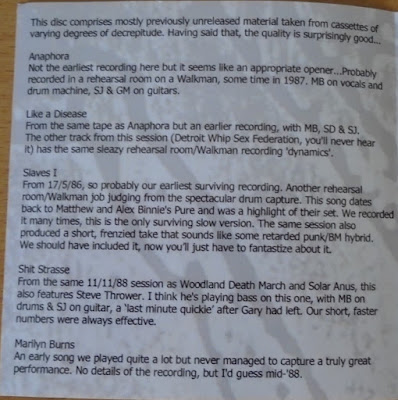 This disc comprises mostly previously unreleased material taken from cassettes of
varying degrees of decrepitude. Having said that, the quality is surprisingly good...
Anaphora
Not the earliest recording here but it seems like an appropriate opener...Probably
recorded in a rehearsal room on a Walkman, some time in 1987. MB on vocals and
drum machine, SJ & GM on guitars.
Like a Disease
From the same tape as Anaphora but an earlier recording, with MB, SD & SJ.
The other track from this session (Detroit Whip Sex Federation, you'll never hear
it) has the same sleazy rehearsal room/Walkman recording 'dynamics'.
Slaves I
From 17/5/86, so probably our earliest surviving recording. Another rehearsal
room/Walkman job judging from the spectacular drum capture. This song dates
back to Matthew and Alex Binnie's Pure and was a highlight of their set. We recorded
it many times, this is the only surviving slow version. The same session also
produced a short, frenzied take that sounds like some retarded punk/BM hybrid.
We should have included it, now you'll just have to fantastize about it.
Shit Strasse
From the same 11/11/88 session as Woodland Death March and Solar Anus, this
also features Steve Thrower. I think he's playing bass on this one, with MB on
drums & SJ on guitar, a 'last minute quickie' after Gary had left. Our short, faster
numbers were always effective.
Marilyn Burns
An early song we played quite a lot but never managed to capture a truly great
performance. No details of the recording, but I'd guess mid-'88.